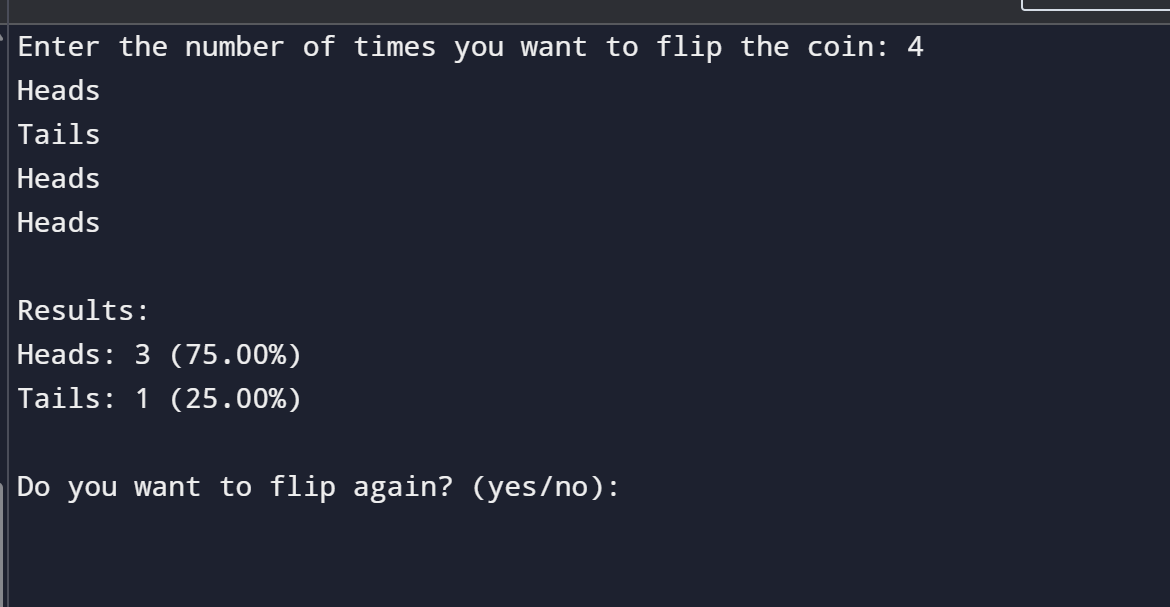 Enter the number of times you want to flip the coin: 4
Heads
Tails
Heads
Heads
Results:
Heads: 3 (75.00%)
Tails: 1 (25.00%)
Do you want to flip again? (yes/no):